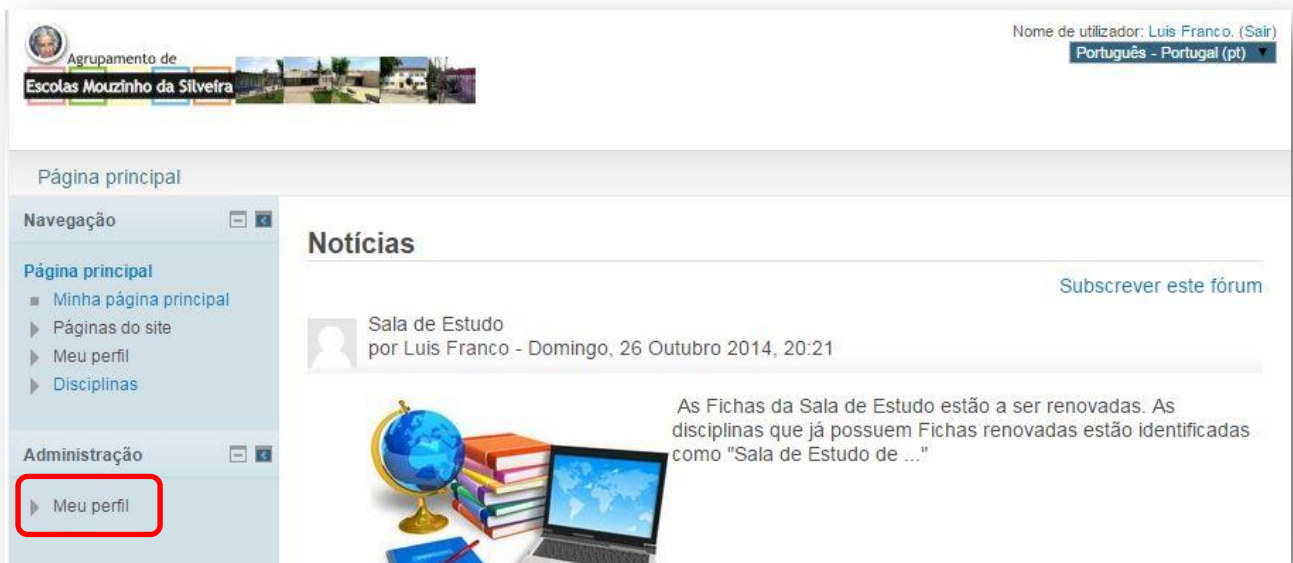 Nome de utilizador: Luis Franco. (Sair)
Português - Portugal (pt)
Agrupamento de
Escolas Mouzinho da Silveira
Página principal
Navegação
Página principal
Minha página principal
Páginas do site
Meu perfil
Disciplinas
Administração
Meu perfil
Notícias
Subscrever este fórum
Sala de Estudo
por Luis Franco - Domingo, 26 Outubro 2014, 20:21
As Fichas da Sala de Estudo estão a ser renovadas. As
disciplinas que já possuem Fichas renovadas estão identificadas
como "Sala de Estudo de ..."